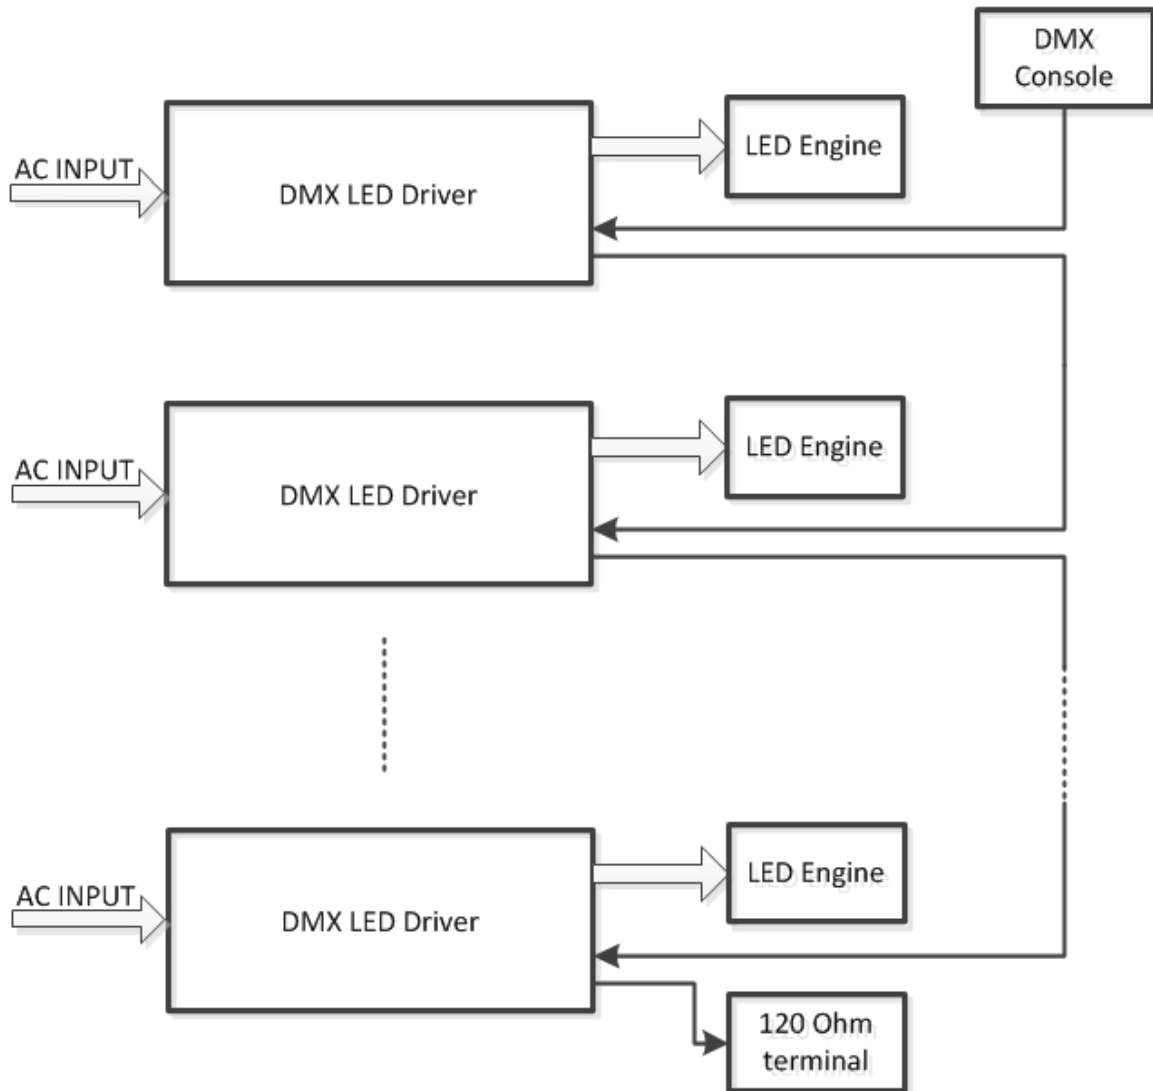 DMX
Console
LED Engine
AC INPUT
DMX LED Driver
LED Engine
AC INPUT
DMX LED Driver
LED Engine
AC INPUT
DMX LED Driver
120 Ohm
terminal